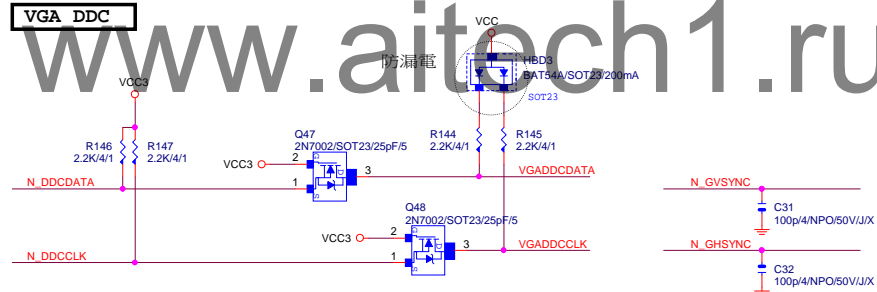 VGA DDC
www.aitech1.ru
VCC
防漏電
HBD3
BAT54A/SOT23/200mA
SOT23
VCC3
R146
2.2K/4/1
R147
2.2K/4/1
Q47
2N7002/SOT23/25pF/5
R144
2.2K/4/1
R145
2.2K/4/1
VCC3
2
G
D
S
3
1
N_DDCDATA
VGADDCDATA
N_GVSYNC
C31
100p/4/NPO/50V/J/X
Q48
2N7002/SOT23/25pF/5
VCC3
2
G
D
S
3
1
N_DDCCLK
VGADDCCLK
N_GHSYNC
C32
100p/4/NPO/50V/J/X